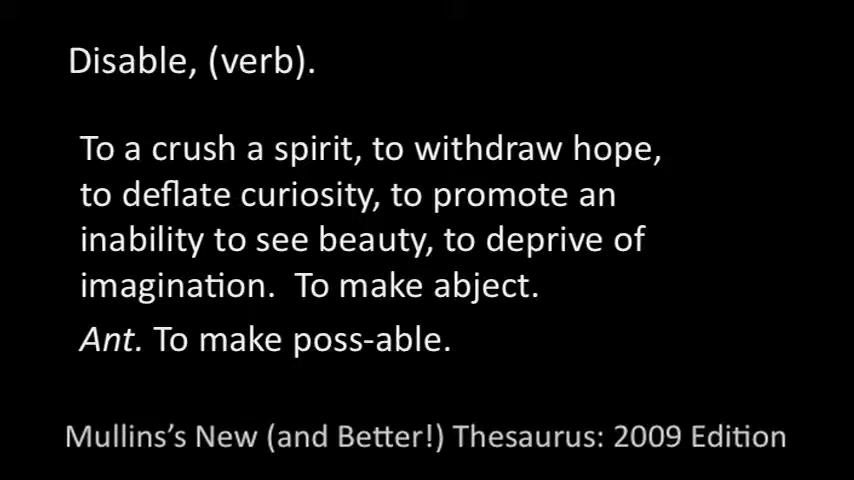 Disable, (verb).
To a crush a spirit, to withdraw hope,
to deflate curiosity, to promote an
inability to see beauty, to deprive of
imagination.  To make abject.
Ant. To make poss-able.
Mullins’s New (and Better!) Thesaurus: 2009 Edition